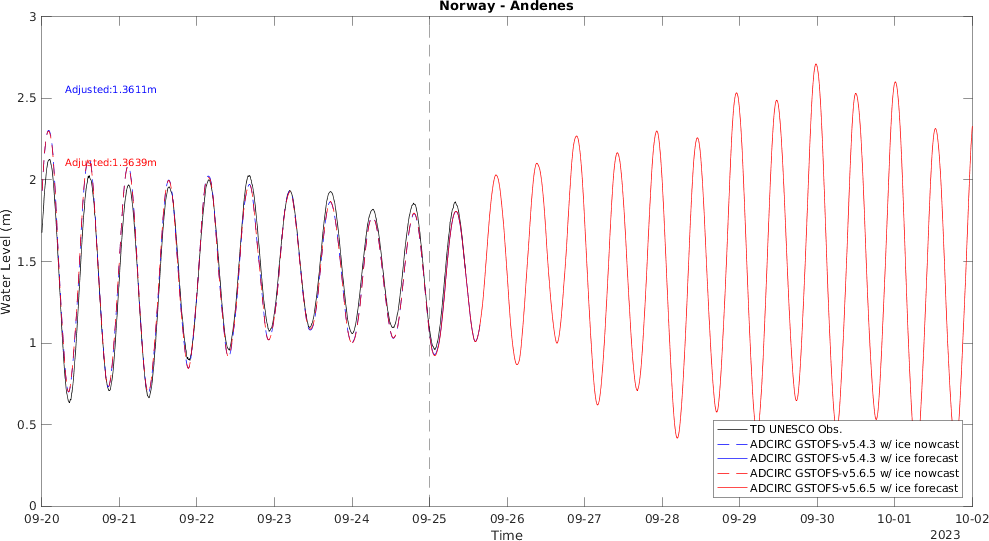 Norway - Andenes
3
2.5
2
1.5
1
0.5
0
Water Level (m)
Adjusted:1.3611m
Adjusted:1.3639m
TD UNESCO Obs.
ADCIRC GSTOFS-v5.4.3 w/ ice nowcast
ADCIRC GSTOFS-v5.4.3 w/ ice forecast
ADCIRC GSTOFS-v5.6.5 w/ ice nowcast
ADCIRC GSTOFS-v5.6.5 w/ ice forecast
09-20 09-21 09-22 09-23 09-24 09-25 09-26 09-27 09-28 09-29 09-30 10-01 10-02
Time
2023